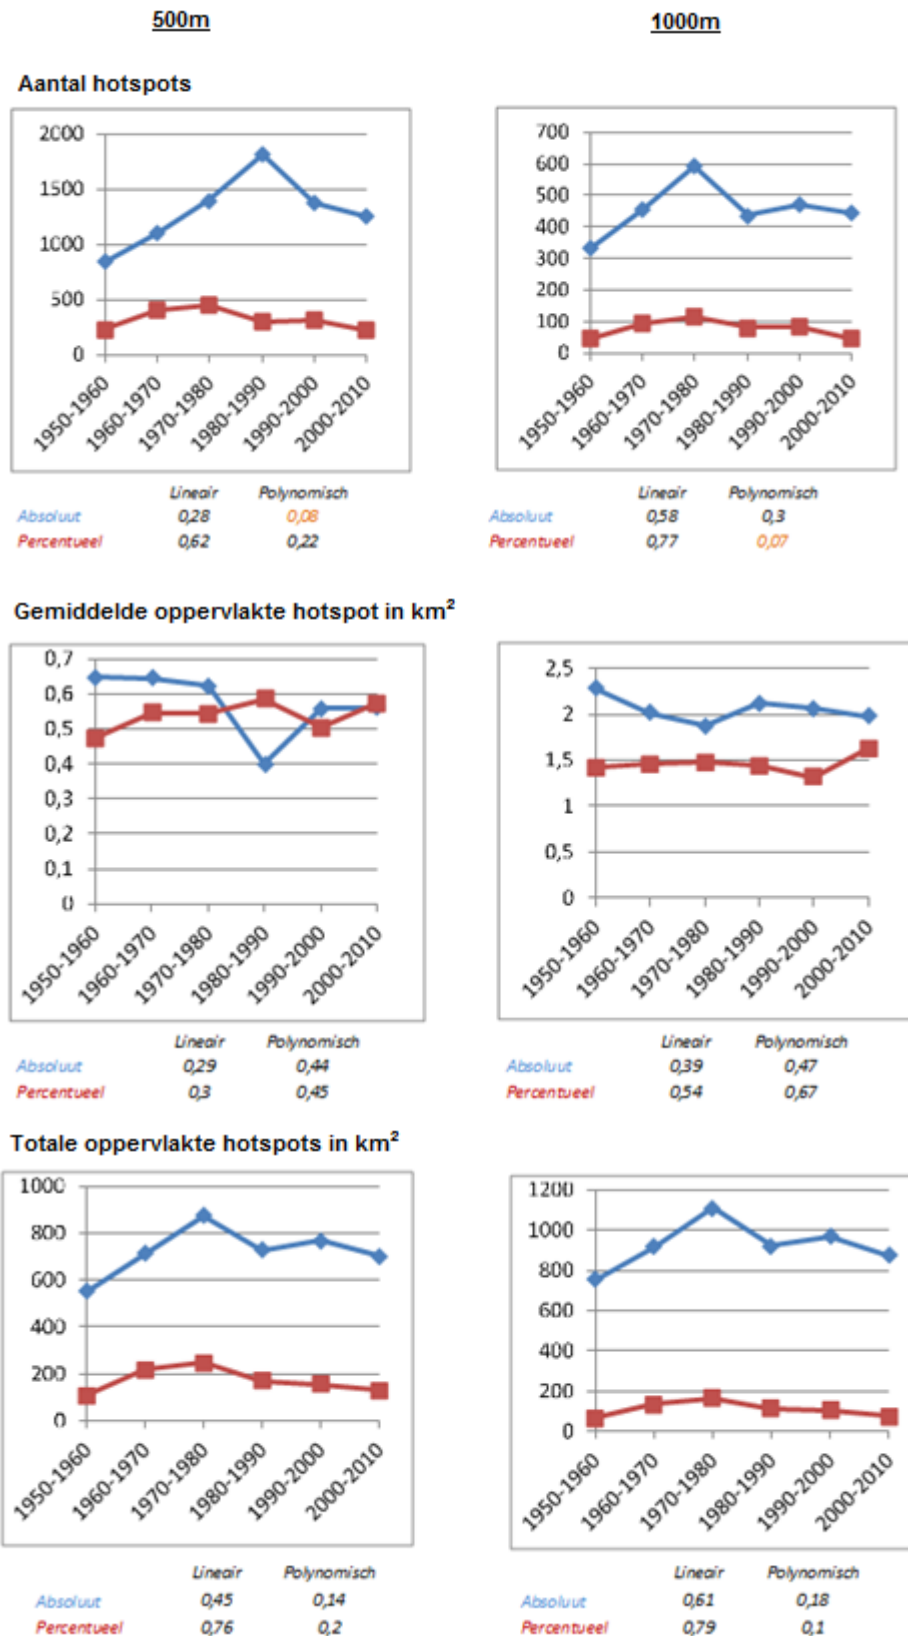 500m 1000m
Aantal hotspots
2000
1500
1000
500
0
1950-1960 1960-1970 1970-1980 1980-1990 1990-2000 2000-2010
700
600
500
400
300
200
100
0
1950-1960 1960-1970 1970-1980 1980-1990 1990-2000 2000-2010
Lineair Polynomisch
Absoluut 0,28 0,08
Percentueel 0,62 0,22
Lineair Polynomisch
Absoluut 0,58 0,3
Percentueel 0,77 0,07
Gemiddelde oppervlakte hotspot in km²
0,7
0,6
0,5
0,4
0,3
0,2
0,1
0
1950-1960 1960-1970 1970-1980 1980-1990 1990-2000 2000-2010
2,5
2
1,5
1
0,5
0
1950-1960 1960-1970 1970-1980 1980-1990 1990-2000 2000-2010
Lineair Polynomisch
Absoluut 0,29 0,44
Percentueel 0,3 0,45
Lineair Polynomisch
Absoluut 0,39 0,47
Percentueel 0,54 0,67
Totale oppervlakte hotspots in km²
1000
800
600
400
200
0
1950-1960 1960-1970 1970-1980 1980-1990 1990-2000 2000-2010
1200
1000
800
600
400
200
0
1950-1960 1960-1970 1970-1980 1980-1990 1990-2000 2000-2010
Lineair Polynomisch
Absoluut 0,45 0,14
Percentueel 0,76 0,2
Lineair Polynomisch
Absoluut 0,61 0,18
Percentueel 0,79 0,1